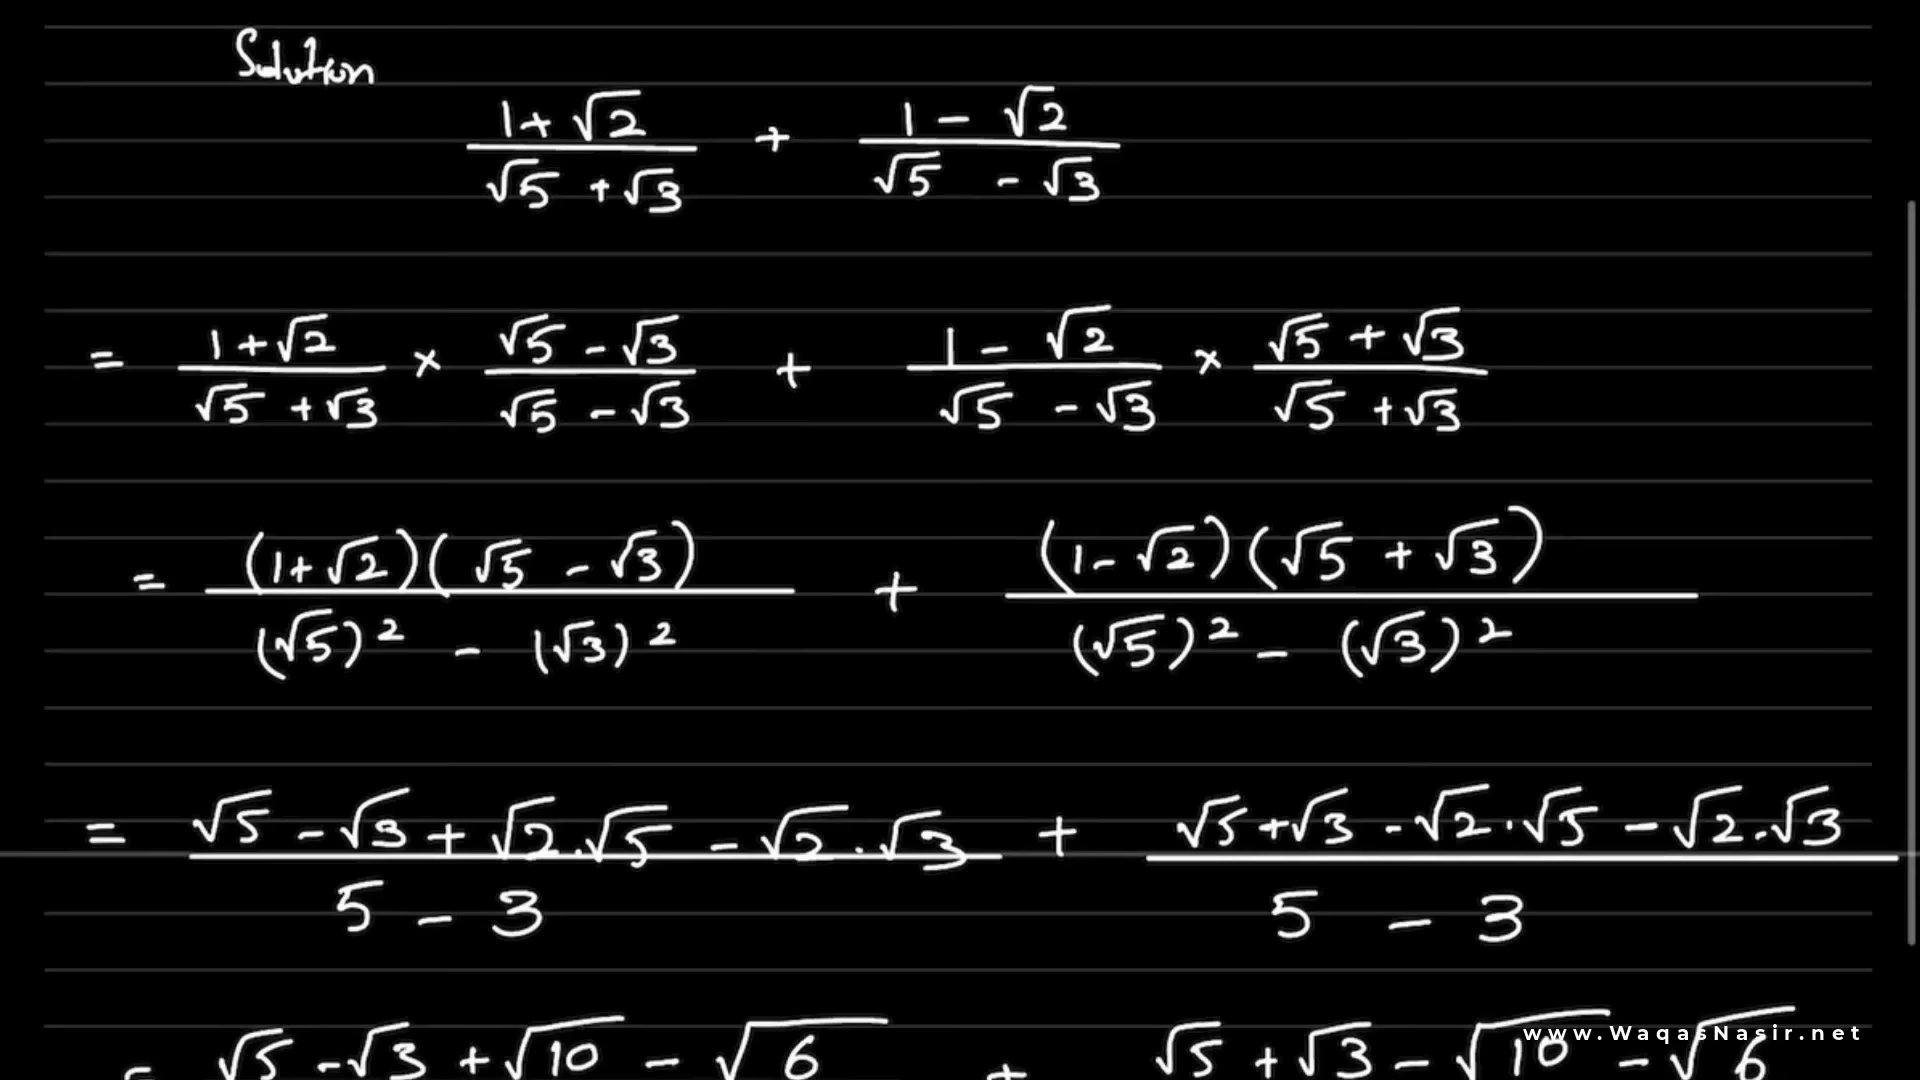 Solution
(1 + √2)/(√5 + √3) + (1 - √2)/(√5 - √3)
= (1 + √2)/(√5 + √3) × (√5 - √3)/(√5 - √3) + (1 - √2)/(√5 - √3) × (√5 + √3)/(√5 + √3)
= (1 + √2)(√5 - √3)/((√5)² - (√3)²) + (1 - √2)(√5 + √3)/((√5)² - (√3)²)
= (√5 - √3 + √2.√5 - √2.√3)/(5 - 3) + (√5 + √3 - √2.√5 - √2.√3)/(5 - 3)
= √5 - √3 + √10 - √6 + √5 + √3 - √10 - √6
www.WaqasNasir.net